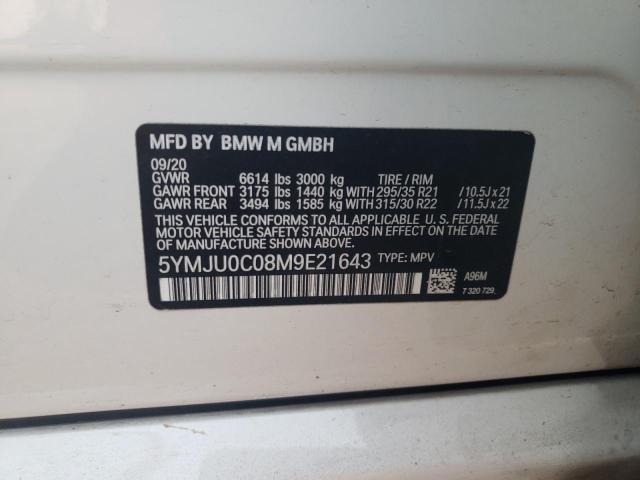 MFD BY BMW M GMBH
09/20
GVWR 6614 lbs 3000 kg TIRE / RIM
GAWR FRONT 3175 lbs 1440 kg WITH 295/35 R21 /10.5J x 21
GAWR REAR 3494 lbs 1585 kg WITH 315/30 R22 /11.5J x 22
THIS VEHICLE CONFORMS TO ALL APPLICABLE U. S. FEDERAL
MOTOR VEHICLE SAFETY STANDARDS IN EFFECT ON THE
DATE OF MANUFACTURE SHOWN ABOVE.
5YMJU0C08M9E21643 TYPE: MPV
A96M
7 320 729